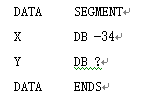 DATA SEGMENT
X DB -34
Y DB ?
DATA ENDS